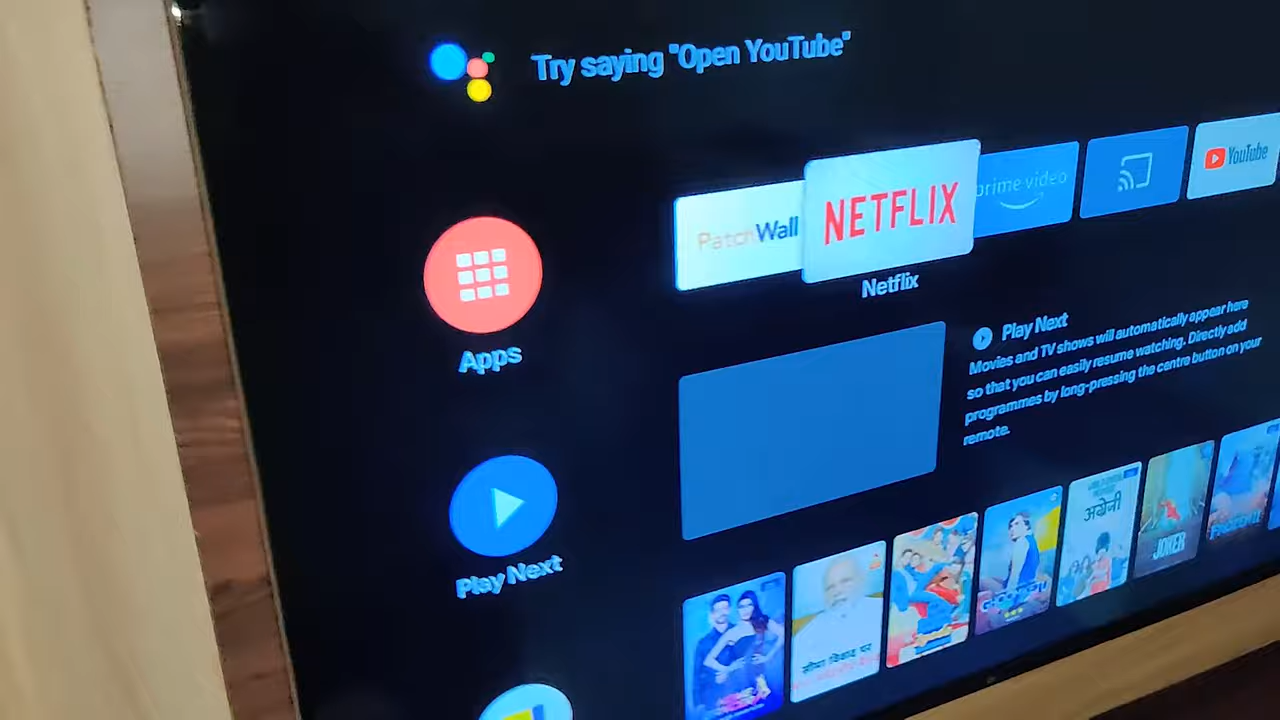 Try saying "Open YouTube"
PatchWall
NETFLIX
prime video
YouTube
Netflix
Apps
Play Next
Movies and TV shows will automatically appear here
so that you can easily resume watching. Directly add
programmes by long-pressing the centre button on your
remote.
Play Next
अंग्रेज़ी
JOKER
सीमा विवाद पर